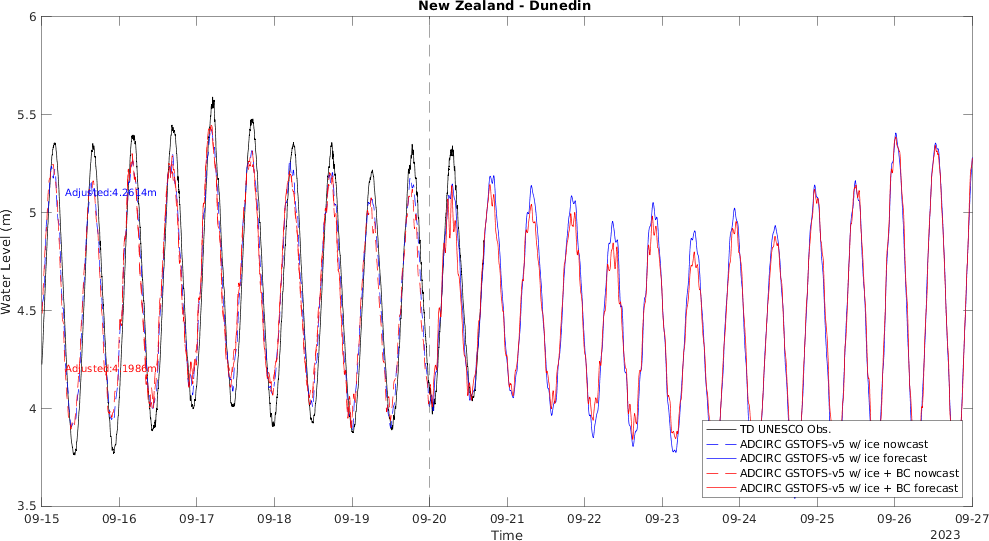 New Zealand - Dunedin
6
5.5
5
4.5
4
3.5
Water Level (m)
Adjusted:4.2614m
Adjusted:4.1986m
TD UNESCO Obs.
ADCIRC GSTOFS-v5 w/ ice nowcast
ADCIRC GSTOFS-v5 w/ ice forecast
ADCIRC GSTOFS-v5 w/ ice + BC nowcast
ADCIRC GSTOFS-v5 w/ ice + BC forecast
09-15 09-16 09-17 09-18 09-19 09-20 09-21 09-22 09-23 09-24 09-25 09-26 09-27
Time
2023